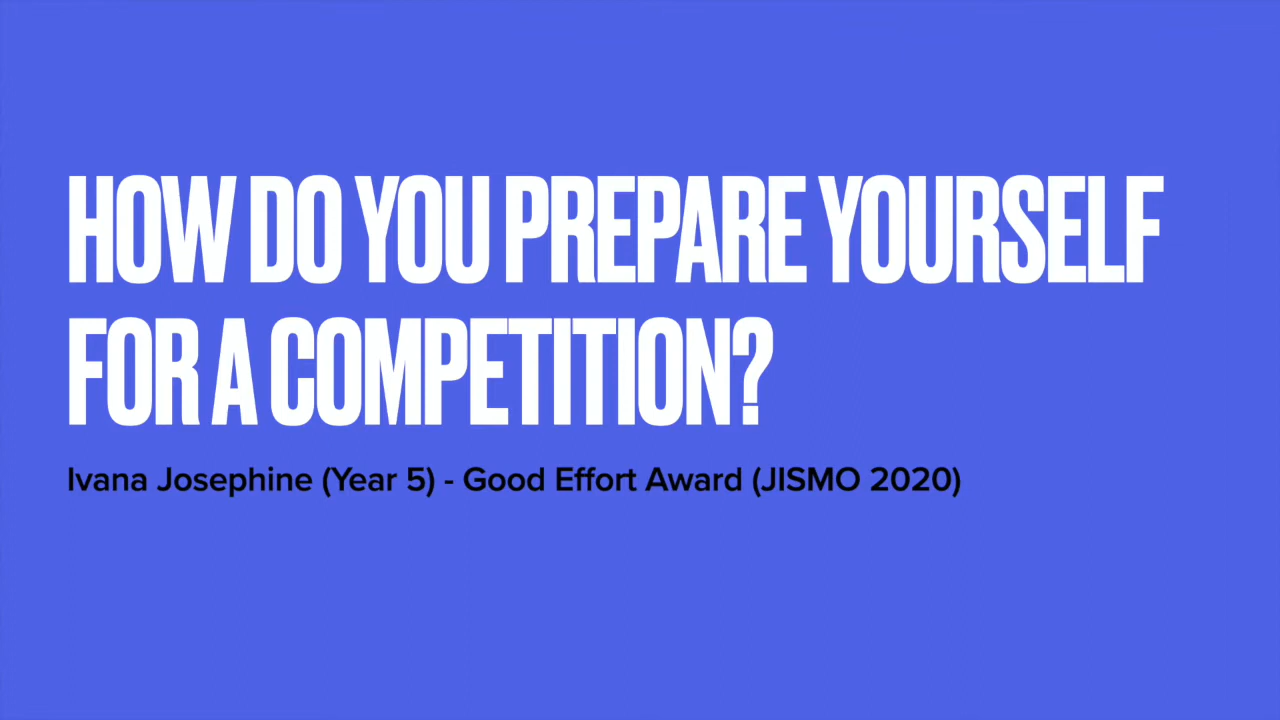 HOW DO YOU PREPARE YOURSELF
FOR A COMPETITION?
Ivana Josephine (Year 5) - Good Effort Award (JISMO 2020)